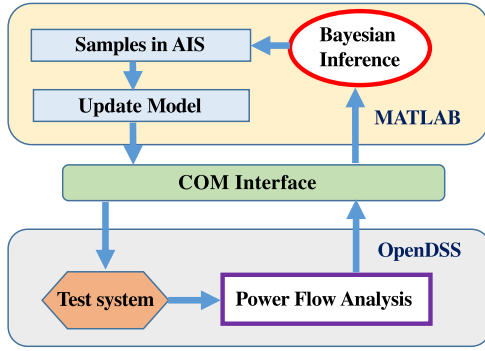 Samples in AIS
Bayesian
Inference
Update Model
MATLAB
COM Interface
OpenDSS
Test system
Power Flow Analysis